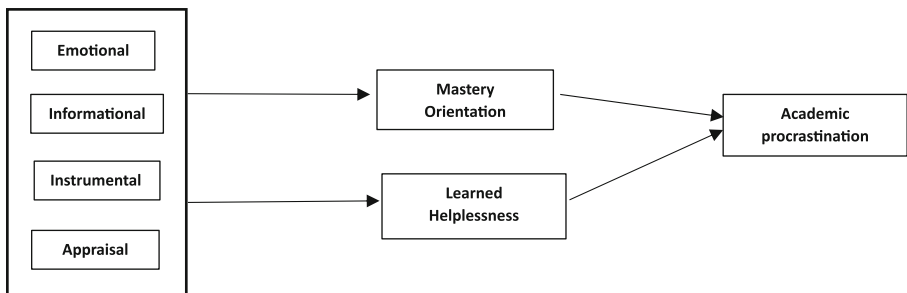 Emotional
Informational
Instrumental
Appraisal
Mastery
Orientation
Learned
Helplessness
Academic
procrastination